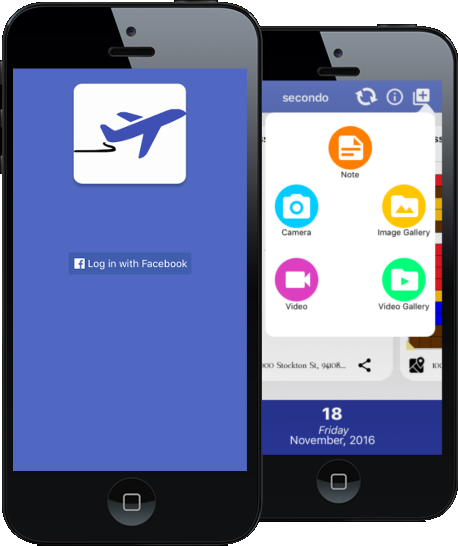 Log in with Facebook
secondo
Note
Camera
Image Gallery
Video
Video Gallery
Stockton St, 94108...
18
Friday
November, 2016